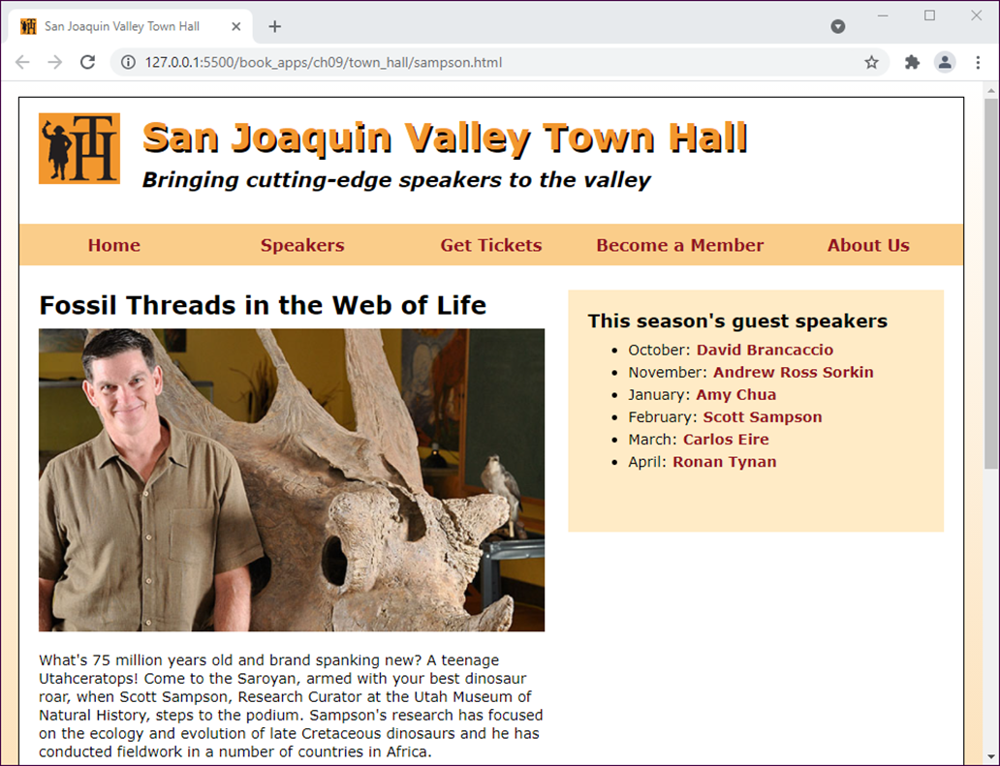 San Joaquin Valley Town Hall
127.0.0.1:5500/book_apps/ch09/town_hall/sampson.html
TH
San Joaquin Valley Town Hall
Bringing cutting-edge speakers to the valley
Home Speakers Get Tickets Become a Member About Us
Fossil Threads in the Web of Life
This season's guest speakers
October: David Brancaccio
November: Andrew Ross Sorkin
January: Amy Chua
February: Scott Sampson
March: Carlos Eire
April: Ronan Tynan
What's 75 million years old and brand spanking new? A teenage
Utahceratops! Come to the Saroyan, armed with your best dinosaur
roar, when Scott Sampson, Research Curator at the Utah Museum of
Natural History, steps to the podium. Sampson's research has focused
on the ecology and evolution of late Cretaceous dinosaurs and he has
conducted fieldwork in a number of countries in Africa.